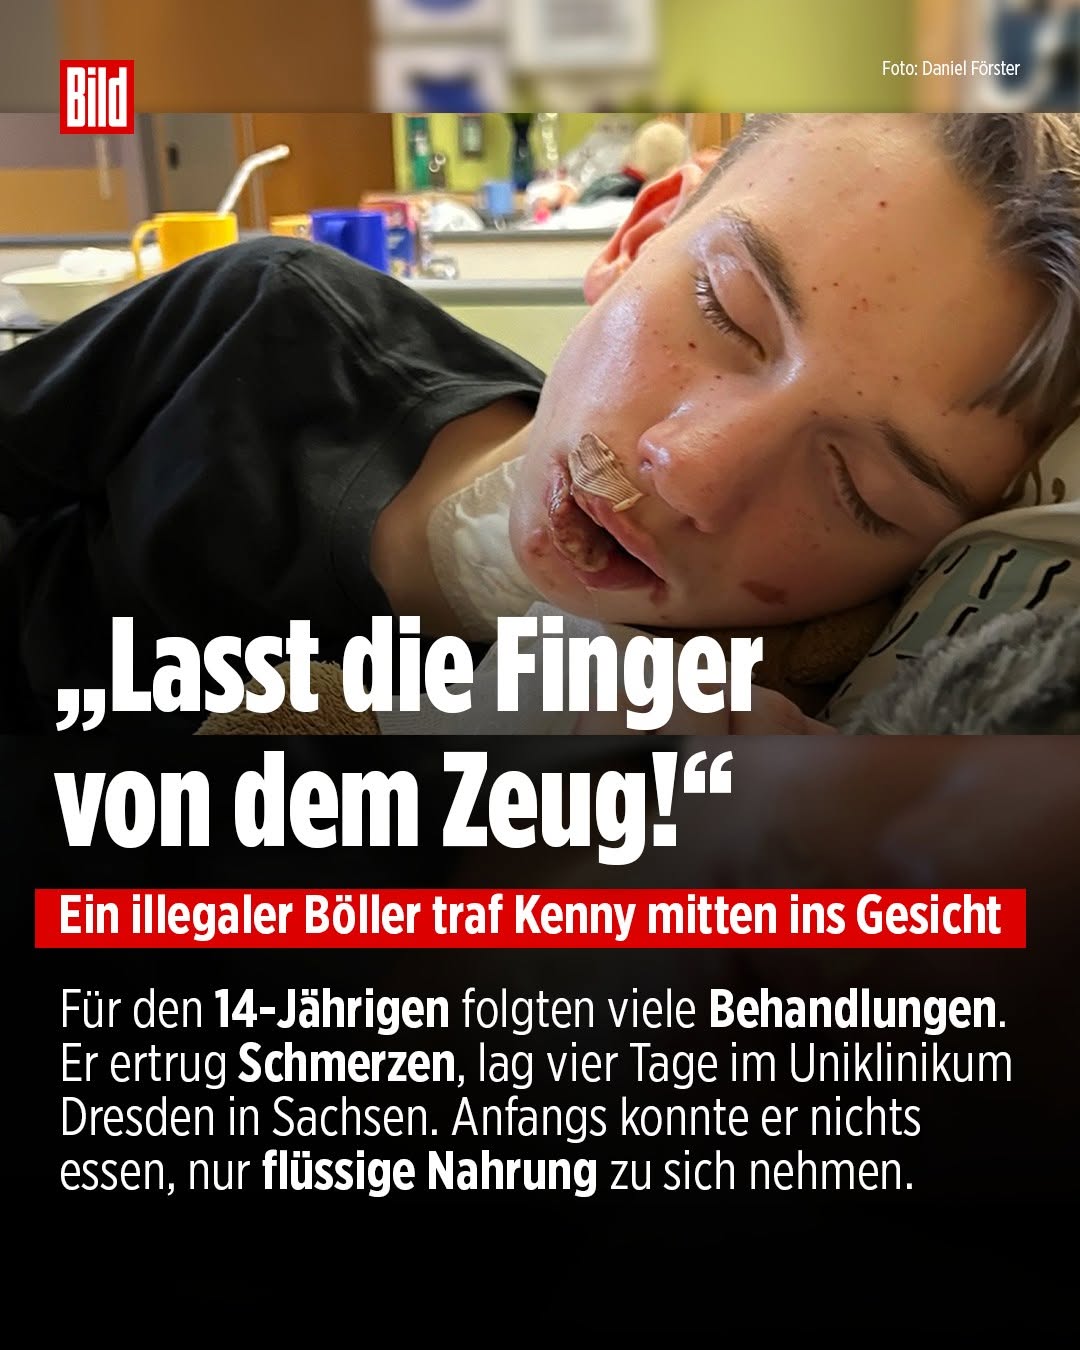 Bild
Foto: Daniel Förster
„Lasst die Finger
von dem Zeug!“
Ein illegaler Böller traf Kenny mitten ins Gesicht
Für den 14-Jährigen folgten viele Behandlungen.
Er ertrug Schmerzen, lag vier Tage im Uniklinikum
Dresden in Sachsen. Anfangs konnte er nichts
essen, nur flüssige Nahrung zu sich nehmen.